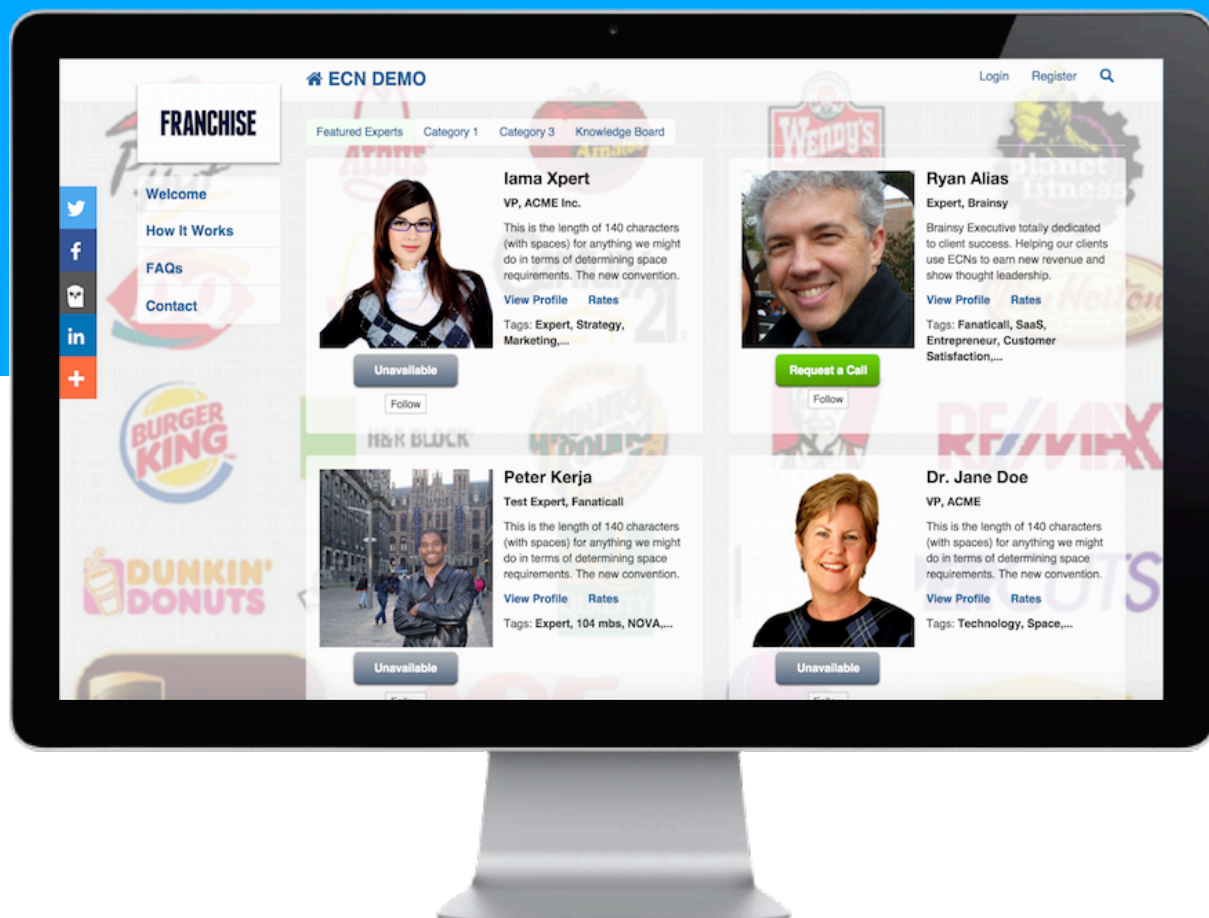 ECN DEMO
Login Register
FRANCHISE
Welcome
How It Works
FAQs
Contact
Featured Experts Category 1 Category 3 Knowledge Board
Iama Xpert
VP, ACME Inc.
This is the length of 140 characters
(with spaces) for anything we might
do in terms of determining space
requirements. The new convention.
View Profile Rates
Tags: Expert, Strategy,
Marketing,...
Unavailable
Follow
Ryan Alias
Expert, Brainsy
Brainsy Executive totally dedicated
to client success. Helping our clients
use ECNs to earn new revenue and
show thought leadership.
View Profile Rates
Tags: Fanaticall, SaaS,
Entrepreneur, Customer
Satisfaction,...
Request a Call
Follow
Peter Kerja
Test Expert, Fanaticall
This is the length of 140 characters
(with spaces) for anything we might
do in terms of determining space
requirements. The new convention.
View Profile Rates
Tags: Expert, 104 mbs, NOVA,...
Unavailable
Dr. Jane Doe
VP, ACME
This is the length of 140 characters
(with spaces) for anything we might
do in terms of determining space
requirements. The new convention.
View Profile Rates
Tags: Technology, Space,...
Unavailable
ARBYS
Wendy's
planet
fitness
21
BURGER
KING
H&R BLOCK
RE/MAX
DUNKIN'
DONUTS